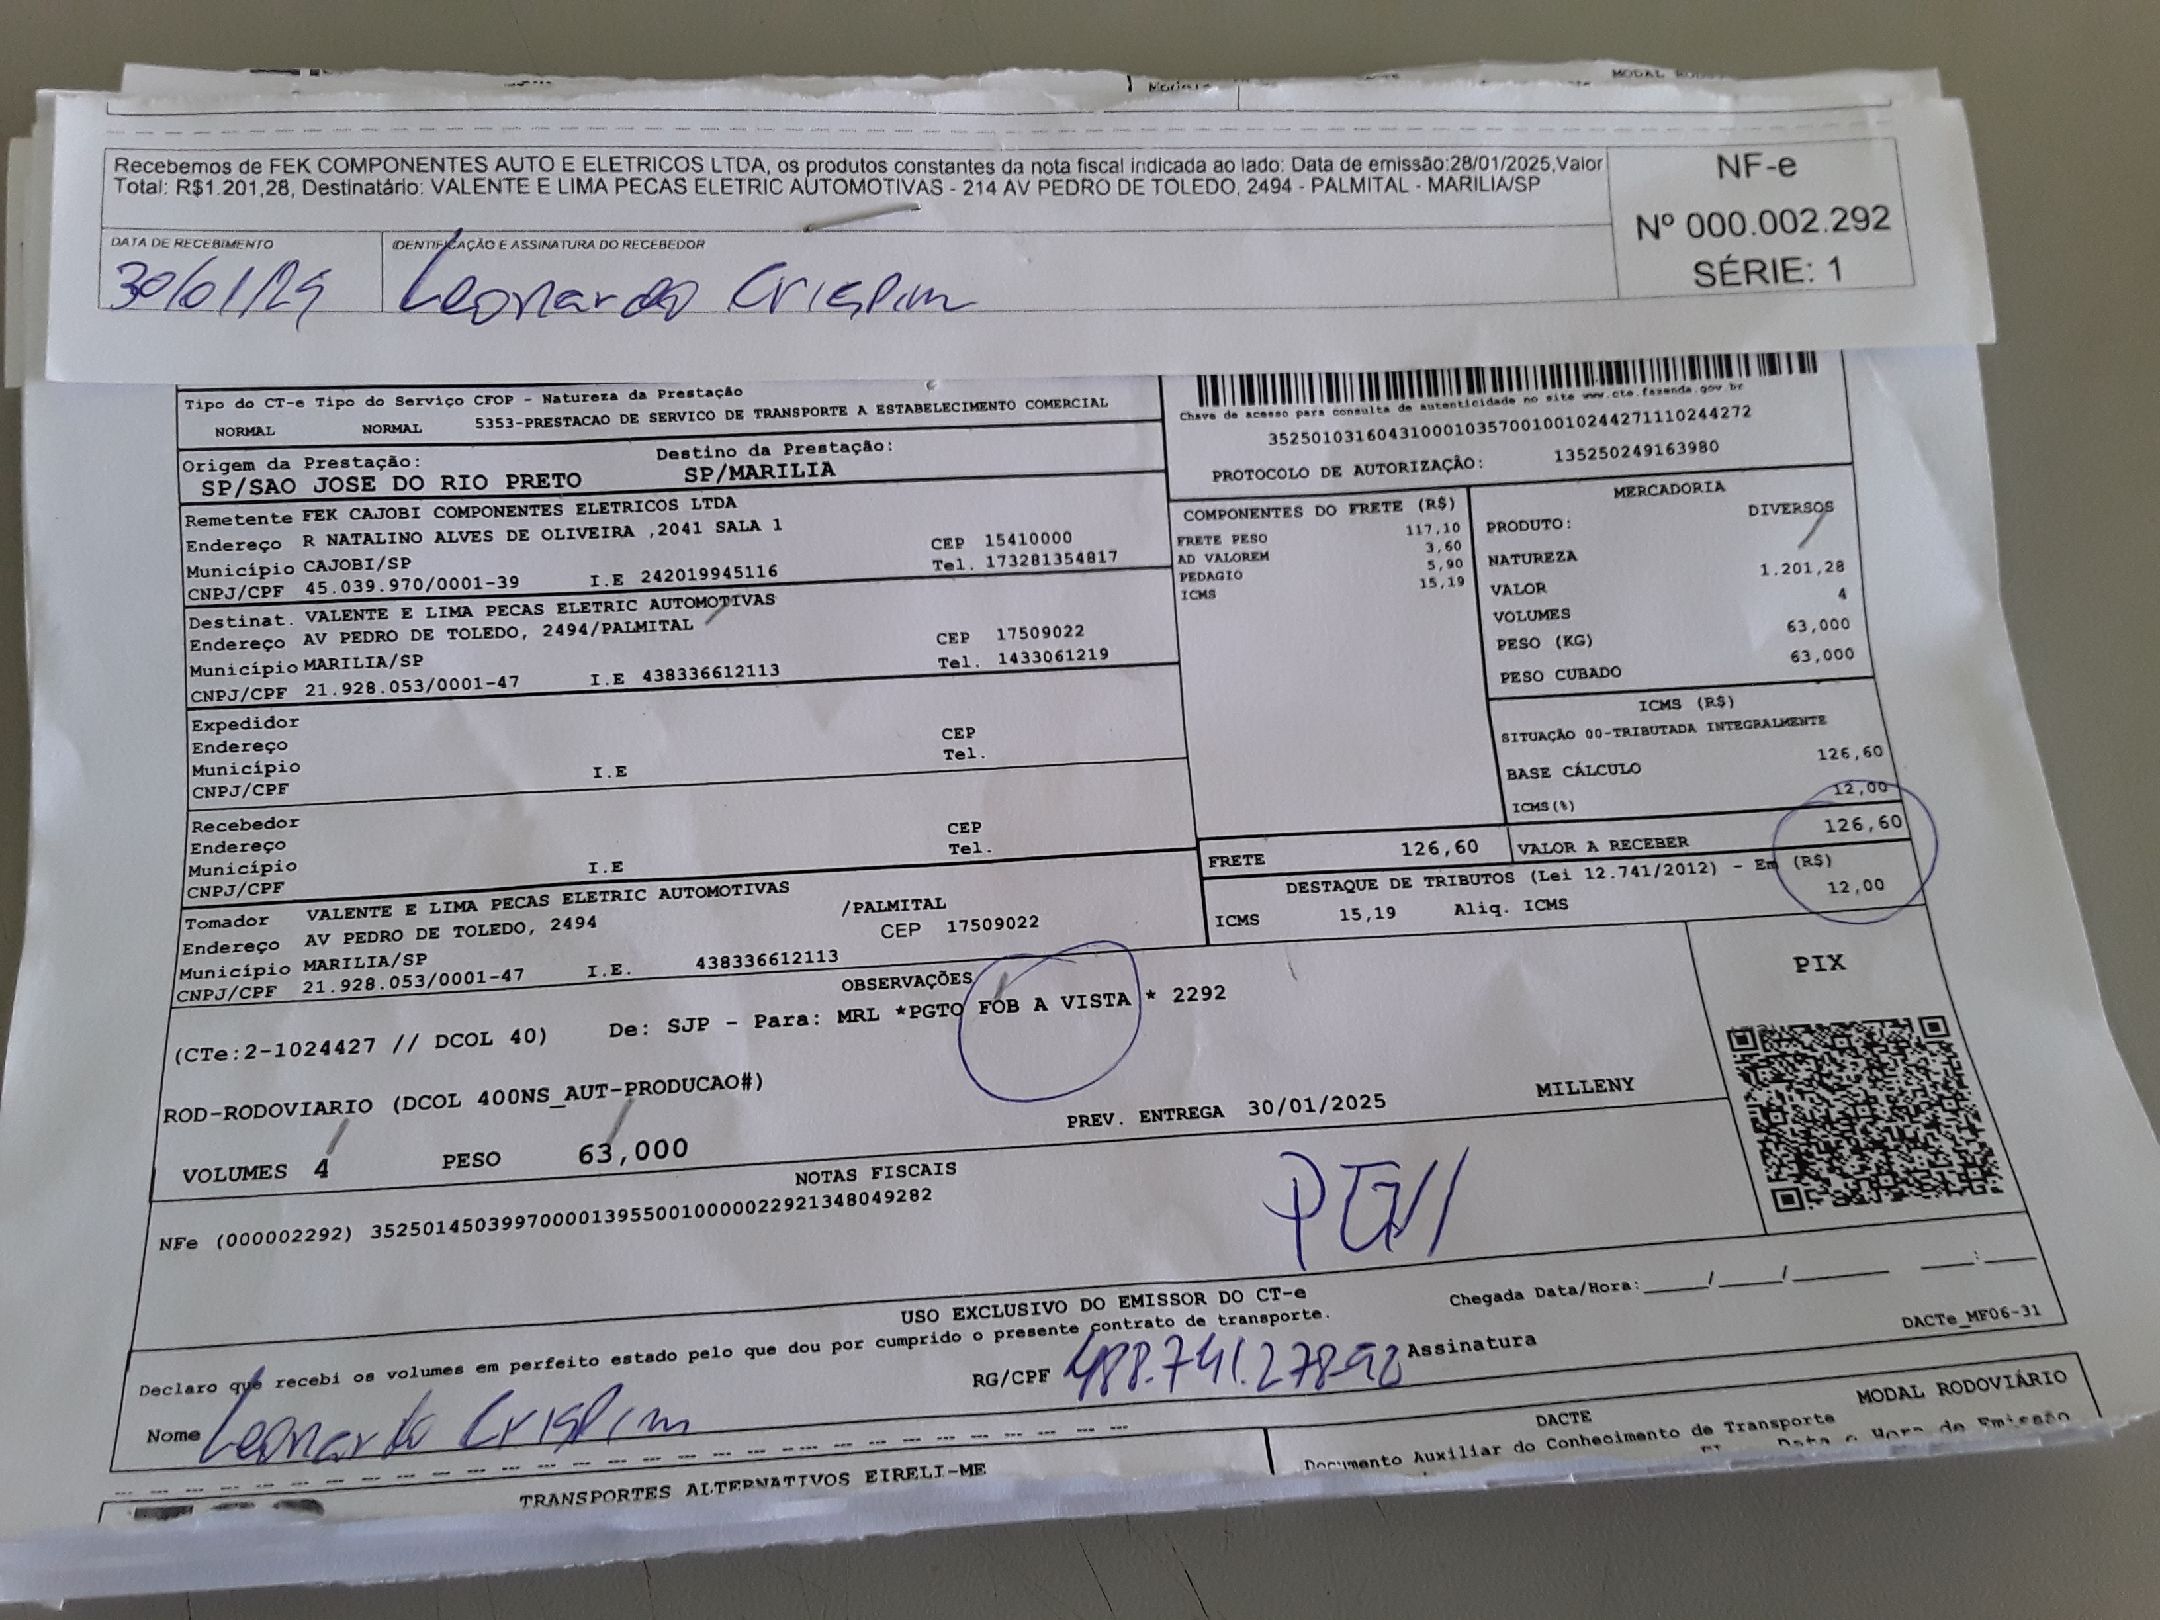 MODAL
Recebemos de FEK COMPONENTES AUTO E ELETRICOS LTDA, os produtos constantes da nota fiscal indicada ao lado: Data de emissão:28/01/2025,Valor
Total: R$1.201,28, Destinatário: VALENTE E LIMA PECAS ELETRIC AUTOMOTIVAS - 214 AV PEDRO DE TOLEDO, 2494 - PALMITAL - MARILIA/SP
NF-e
Nº 000.002.292
SÉRIE: 1
DATA DE RECEBIMENTO
IDENTIFICAÇÃO E ASSINATURA DO RECEBEDOR
Leonardo Crispim
Tipo do CT-e Tipo do Serviço CFOP - Natureza da Prestação
NORMAL NORMAL 5353-PRESTACAO DE SERVICO DE TRANSPORTE A ESTABELECIMENTO COMERCIAL
Origem da Prestação: Destino da Prestação:
SP/SAO JOSE DO RIO PRETO SP/MARILIA
Remetente FEK CAJOBI COMPONENTES ELETRICOS LTDA
Endereço R NATALINO ALVES DE OLIVEIRA ,2041 SALA 1
Município CAJOBI/SP CEP 15410000
CNPJ/CPF 45.039.970/0001-39 I.E 242019945116 Tel. 173281354817
Destinat. VALENTE E LIMA PECAS ELETRIC AUTOMOTIVAS
Endereço AV PEDRO DE TOLEDO, 2494/PALMITAL
Município MARILIA/SP CEP 17509022
CNPJ/CPF 21.928.053/0001-47 I.E 438336612113 Tel. 1433061219
Expedidor
Endereço CEP
Município Tel.
CNPJ/CPF I.E
Recebedor
Endereço CEP
Município Tel.
CNPJ/CPF I.E
Tomador VALENTE E LIMA PECAS ELETRIC AUTOMOTIVAS
Endereço AV PEDRO DE TOLEDO, 2494 /PALMITAL
Município MARILIA/SP CEP 17509022
CNPJ/CPF 21.928.053/0001-47 I.E. 438336612113
Chave de acesso para consulta de autenticidade no site www.cte.fazenda.gov.br
35250103160431000103570010010244271110244272
PROTOCOLO DE AUTORIZAÇÃO: 135250249163980
COMPONENTES DO FRETE (R$)
FRETE PESO 117,10
AD VALOREM 3,60
PEDAGIO 5,90
ICMS 15,19
MERCADORIA
PRODUTO: DIVERSOS
NATUREZA
VALOR 1.201,28
VOLUMES 4
PESO (KG) 63,000
PESO CUBADO 63,000
ICMS (R$)
SITUAÇÃO 00-TRIBUTADA INTEGRALMENTE
BASE CÁLCULO 126,60
ICMS(%) 12,00
FRETE 126,60 VALOR A RECEBER 126,60
DESTAQUE DE TRIBUTOS (Lei 12.741/2012) - Em (R$)
ICMS 15,19 Aliq. ICMS 12,00
OBSERVAÇÕES
(CTe:2-1024427 // DCOL 40) De: SJP - Para: MRL *PGTO FOB A VISTA * 2292
PIX
ROD-RODOVIARIO (DCOL 400NS_AUT-PRODUCAO#)
PREV. ENTREGA 30/01/2025 MILLENY
VOLUMES 4 PESO 63,000
NOTAS FISCAIS
NFe (000002292) 35250145039970000139550010000022921348049282
USO EXCLUSIVO DO EMISSOR DO CT-e
Declaro que recebi os volumes em perfeito estado pelo que dou por cumprido o presente contrato de transporte.
Chegada Data/Hora:____/____/______ ___:___
Nome Leonardo Crispim RG/CPF Assinatura
DACTe_MF06-31
TRANSPORTES ALTERNATIVOS EIRELI-ME
DACTE
Documento Auxiliar do Conhecimento de Transporte
MODAL RODOVIÁRIO
Data e Hora de Emissão